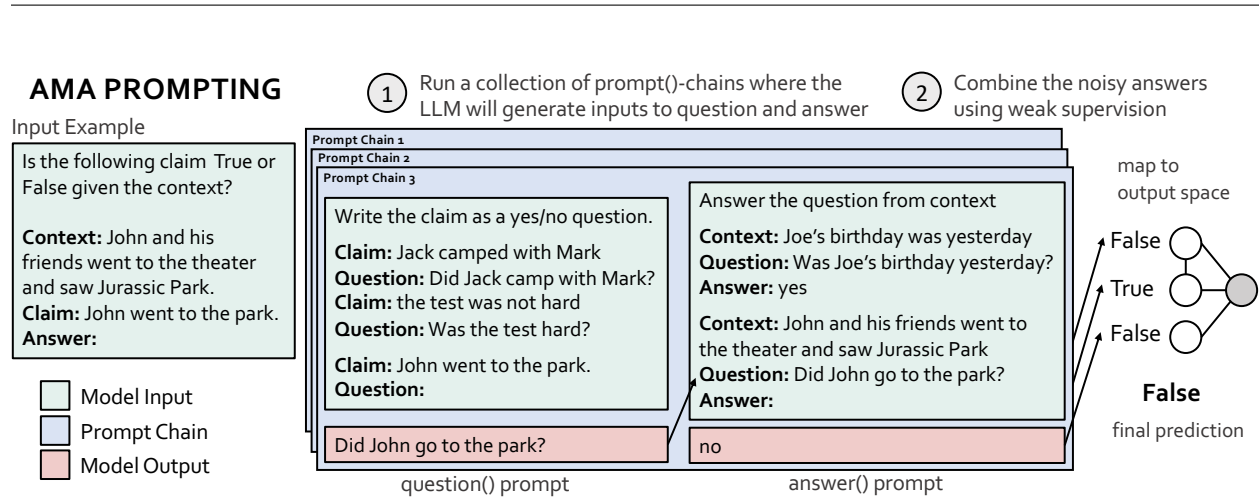 AMA PROMPTING
1
Run a collection of prompt()-chains where the
LLM will generate inputs to question and answer
2
Combine the noisy answers
using weak supervision
Input Example
Is the following claim True or
False given the context?
Context: John and his
friends went to the theater
and saw Jurassic Park.
Claim: John went to the park.
Answer:
Model Input
Prompt Chain
Model Output
Prompt Chain 1
Prompt Chain 2
Prompt Chain 3
Write the claim as a yes/no question.
Claim: Jack camped with Mark
Question: Did Jack camp with Mark?
Claim: the test was not hard
Question: Was the test hard?
Claim: John went to the park.
Question:
Did John go to the park?
question() prompt
Answer the question from context
Context: Joe's birthday was yesterday
Question: Was Joe's birthday yesterday?
Answer: yes
Context: John and his friends went to
the theater and saw Jurassic Park
Question: Did John go to the park?
Answer:
no
answer() prompt
map to
output space
False
True
False
False
final prediction